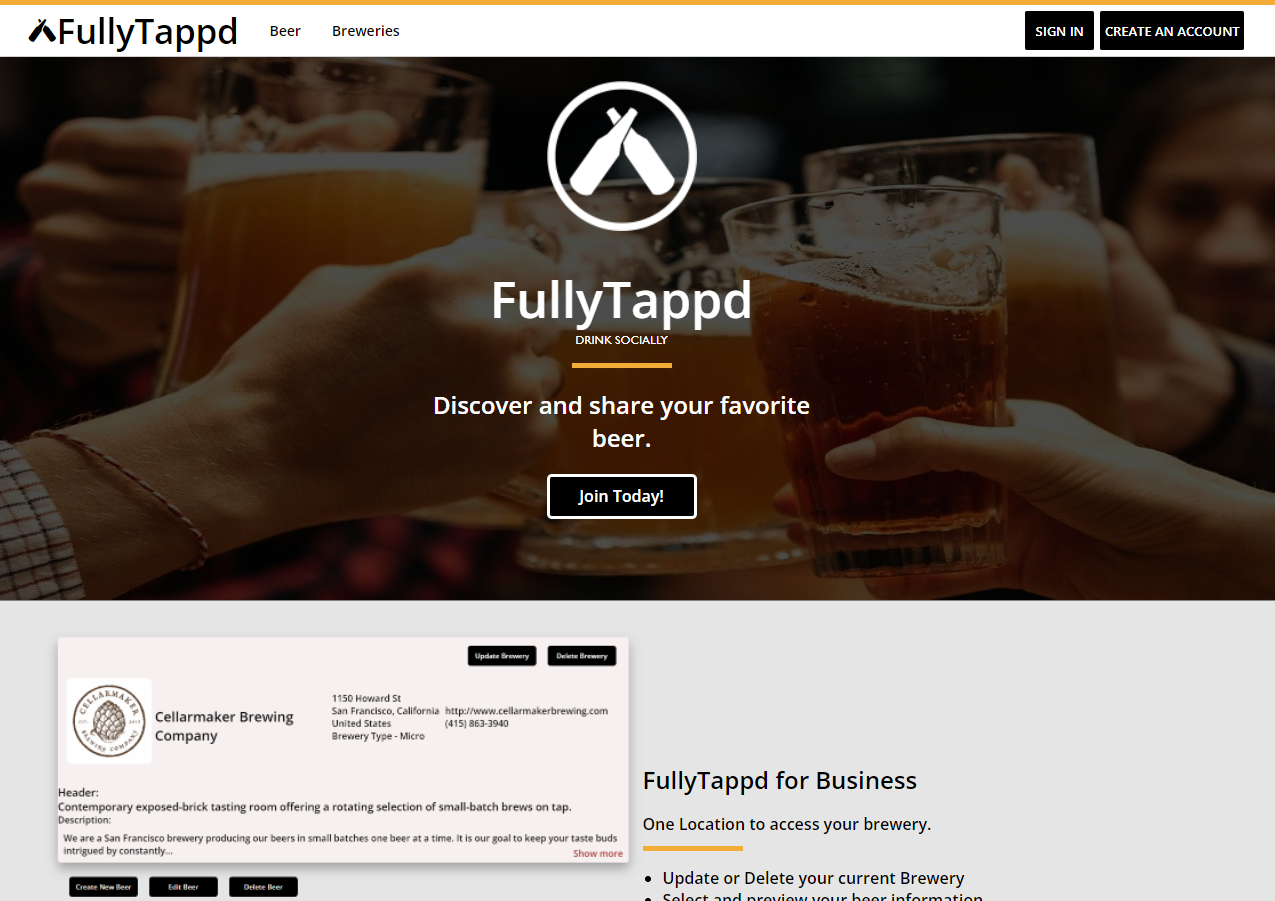 FullyTappd Beer Breweries SIGN IN CREATE AN ACCOUNT
FullyTappd
DRINK SOCIALLY
Discover and share your favorite
beer.
Join Today!
Update Brewery Delete Brewery
CELLARMAKER
BREWING COMPANY
Cellarmaker Brewing
Company
1150 Howard St
San Francisco, California
United States
Brewery Type - Micro
http://www.cellarmakerbrewing.com
(415) 863-3940
Header:
Contemporary exposed-brick tasting room offering a rotating selection of small-batch brews on tap.
Description:
We are a San Francisco brewery producing our beers in small batches one beer at a time. It is our goal to keep your taste buds
intrigued by constantly...
Show more
Create New Beer Edit Beer Delete Beer
FullyTappd for Business
One Location to access your brewery.
Update or Delete your current Brewery
Select and preview your beer information